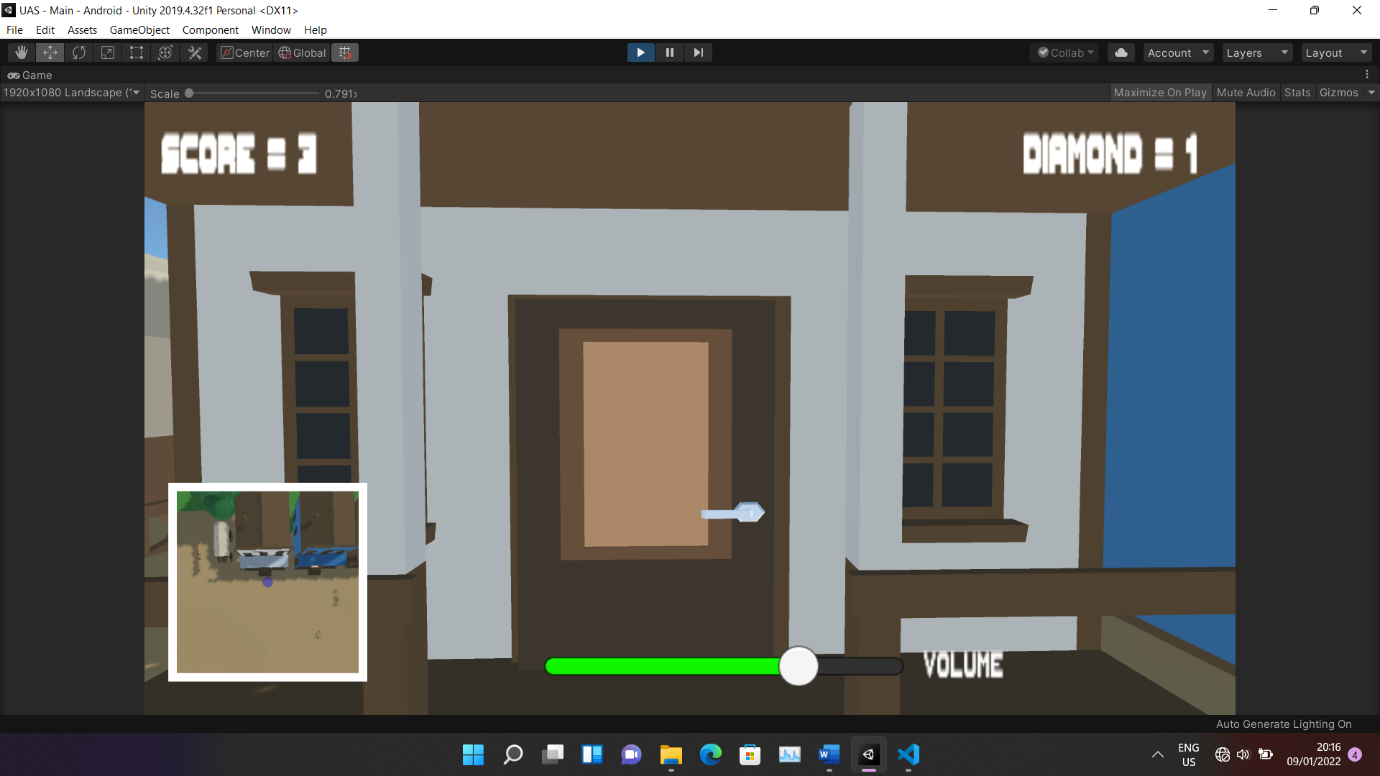 UAS - Main - Android - Unity 2019.4.32f1 Personal <DX11>
File Edit Assets GameObject Component Window Help
Center Global Collab Account Layers Layout
Game
1920x1080 Landscape (1 Scale 0.791x Maximize On Play Mute Audio Stats Gizmos
SCORE = 3 DIAMOND = 1
VOLUME
Auto Generate Lighting On
ENG 20:16
US 09/01/2022 4